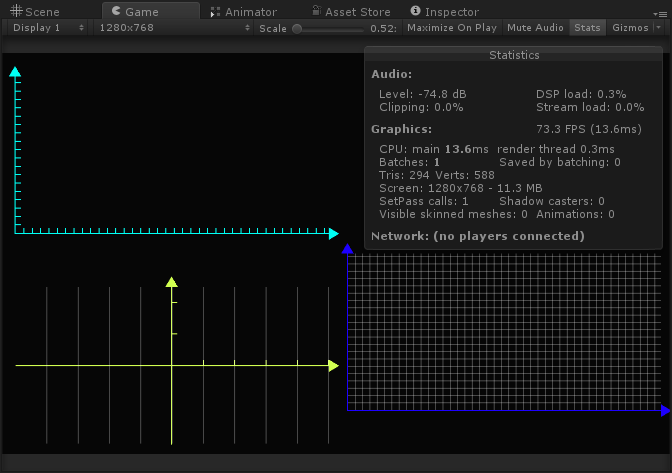 Scene Game Animator Asset Store Inspector
Display 1 1280x768 Scale 0.52: Maximize On Play Mute Audio Stats Gizmos
Statistics
Audio:
Level: -74.8 dB DSP load: 0.3%
Clipping: 0.0% Stream load: 0.0%
Graphics: 73.3 FPS (13.6ms)
CPU: main 13.6ms render thread 0.3ms
Batches: 1 Saved by batching: 0
Tris: 294 Verts: 588
Screen: 1280x768 - 11.3 MB
SetPass calls: 1 Shadow casters: 0
Visible skinned meshes: 0 Animations: 0
Network: (no players connected)